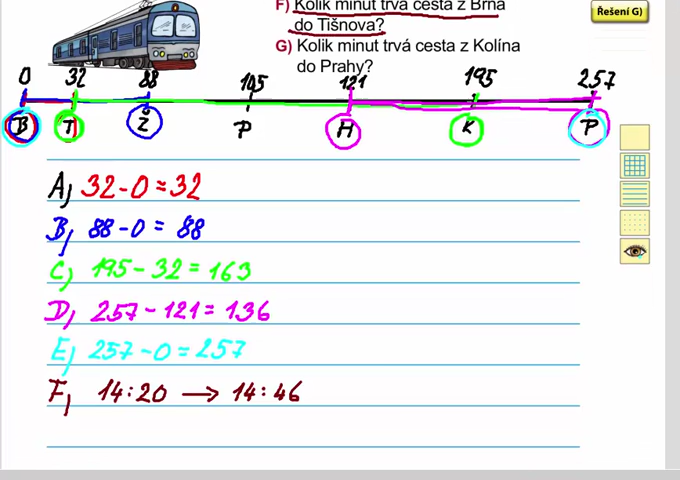 F) Kolik minut trvá cesta z Brna
do Tišnova?
Řešení G)
G) Kolik minut trvá cesta z Kolína
do Prahy?
0 32 88 105 121 195 257
B T Ž P H K P
A) 32-0=32
B) 88-0=88
C) 195-32=163
D) 257-121=136
E) 257-0=257
F) 14:20 → 14:46